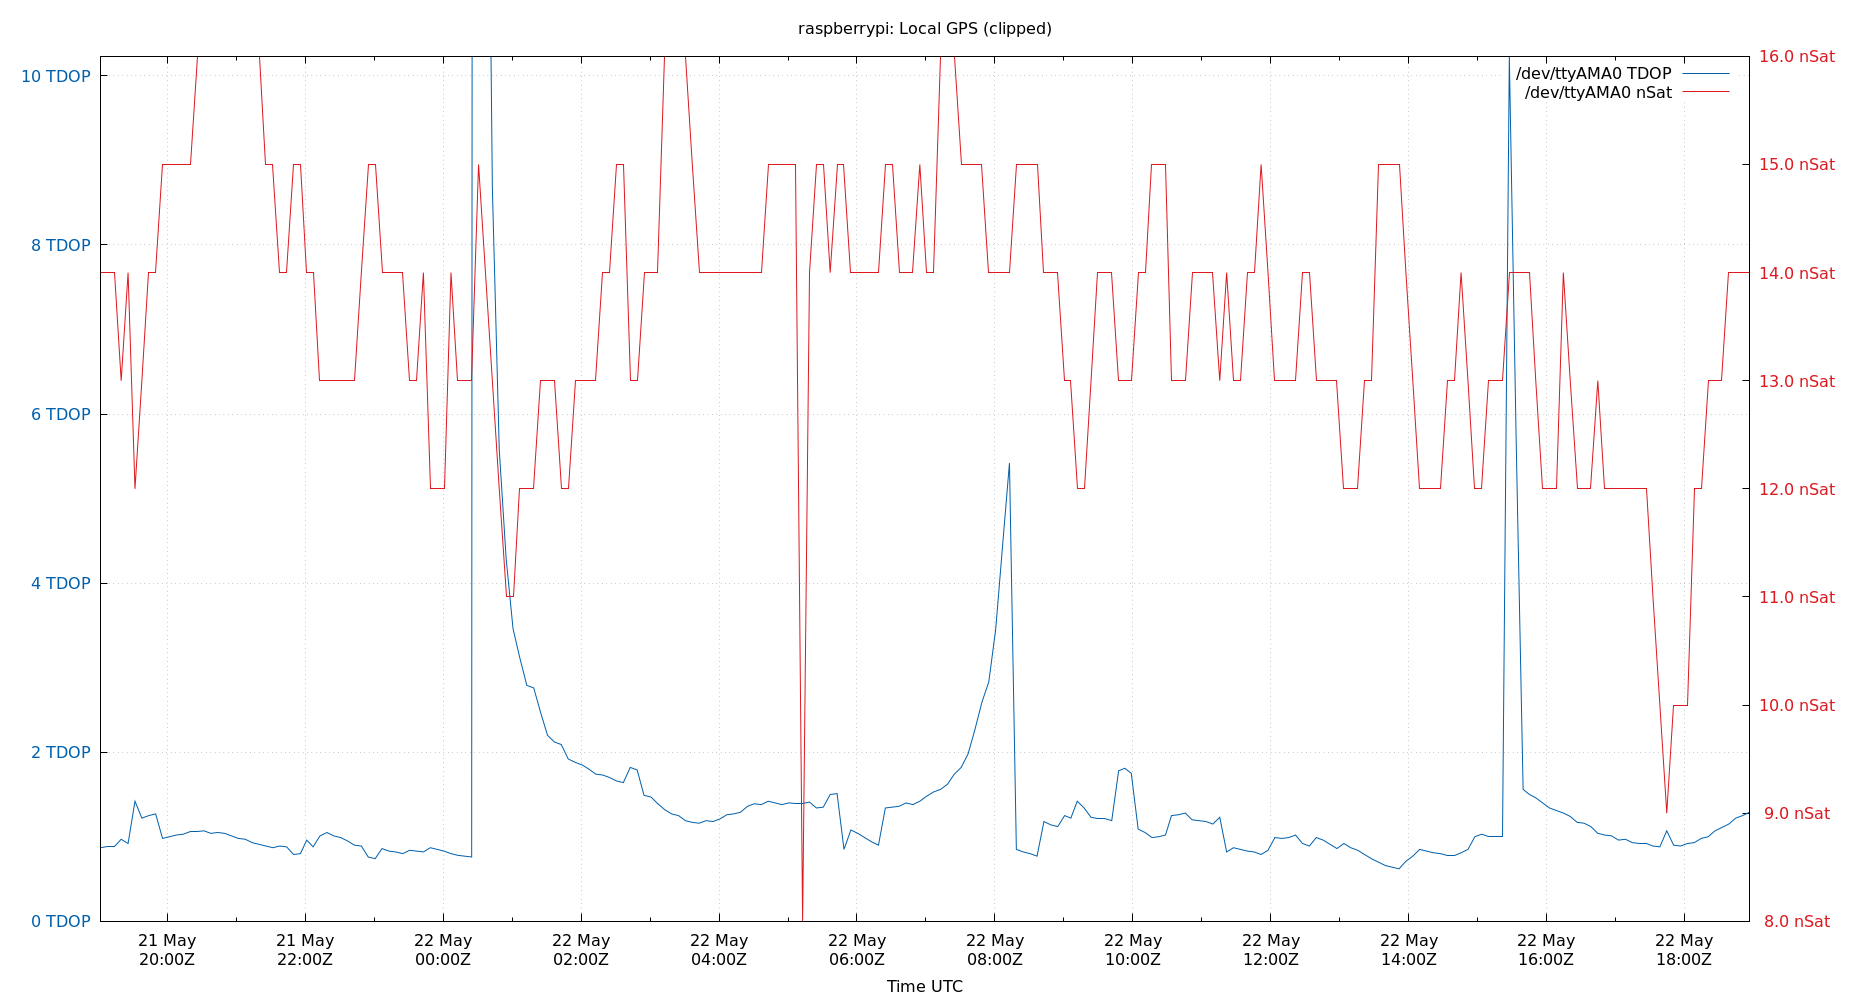 raspberrypi: Local GPS (clipped)
/dev/ttyAMA0 TDOP
/dev/ttyAMA0 nSat
10 TDOP
8 TDOP
6 TDOP
4 TDOP
2 TDOP
0 TDOP
16.0 nSat
15.0 nSat
14.0 nSat
13.0 nSat
12.0 nSat
11.0 nSat
10.0 nSat
9.0 nSat
8.0 nSat
21 May
20:00Z
21 May
22:00Z
22 May
00:00Z
22 May
02:00Z
22 May
04:00Z
22 May
06:00Z
22 May
08:00Z
22 May
10:00Z
22 May
12:00Z
22 May
14:00Z
22 May
16:00Z
22 May
18:00Z
Time UTC